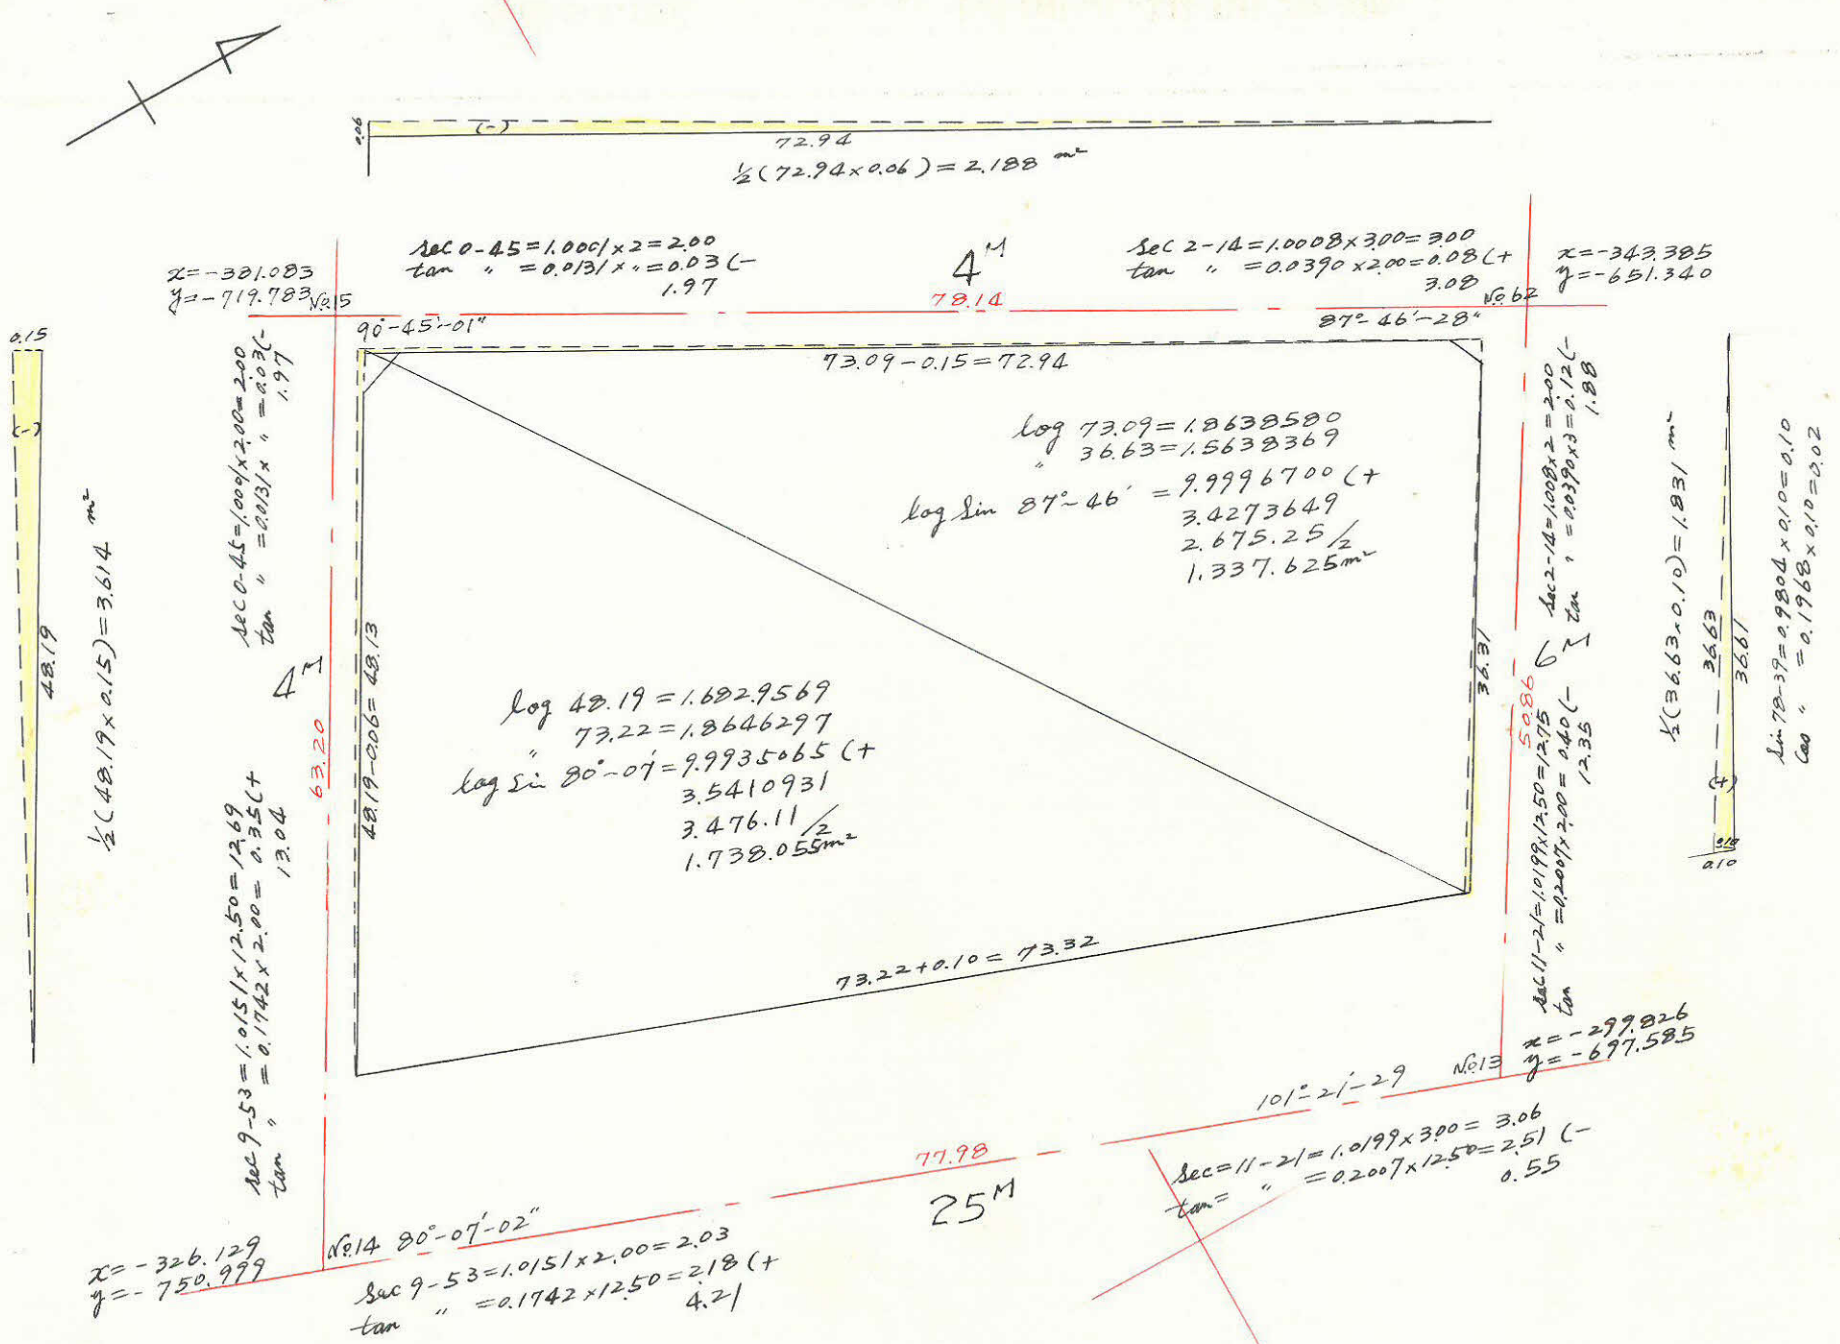 0.06
(-)
72.94
½(72.94×0.06)=2.188 m²
x=-381.083
y=-719.783
No.15
sec 0-45=1.0001×2=2.00
tan 〃 =0.0131×〃=0.03(-
1.97
4M
78.14
sec 2-14=1.0008×3.00=3.00
tan 〃 =0.0390×2.00=0.08(+
3.08
No.62
x=-343.385
y=-651.340
90°-45'-01"
87°-46'-28"
73.09-0.15=72.94
0.15
(-)
48.19
½(48.19×0.15)=3.614 m²
sec 0-45=1.0001×2.00=2.00
tan 〃 =0.0131×〃=0.03(-
1.97
4M
63.20
48.19-0.06=48.13
sec 9-53=1.0151×12.50=12.69
tan 〃 =0.1742×2.00=0.35(+
13.04
log 73.09=1.8638580
〃 36.63=1.5638369
log sin 87°-46' =9.9996700(+
3.4273649
2.675.25/2
1.337.625m²
log 48.19=1.6829569
〃 73.22=1.8646297
log sin 80°-07'=9.9935065(+
3.5410931
3.476.11/2
1.738.055m²
36.31
50.86
6
sec 2-14=1.008×2=2.00
tan 〃 =0.0390×3=0.12(-
1.88
sec 11-21=1.0199×12.50=12.75
tan 〃 =0.2007×2.00=0.40(-
12.35
½(36.63×0.10)=1.831 m²
36.63
36.61
(+)
0.10
0.10
sin 78-39=0.9804×0.10=0.10
cos 〃 =0.1968×0.10=0.02
73.22+0.10=73.32
x=-299.826
y=-697.585
No.13
101°-21'-29
77.98
25M
sec=11-21=1.0199×3.00=3.06
tan= 〃 =0.2007×12.50=2.51(-
0.55
No.14
80°-07'-02"
x=-326.129
y=-750.999
sec 9-53=1.0151×2.00=2.03
tan 〃 =0.1742×12.50=2.18(+
4.21